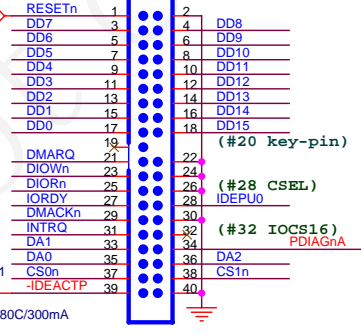 RESETn 1 2
DD7 3 4 DD8
DD6 5 6 DD9
DD5 7 8 DD10
DD4 9 10 DD11
DD3 11 12 DD12
DD2 13 14 DD13
DD1 15 16 DD14
DD0 17 18 DD15
19 (#20 key-pin)
DMARQ 21 22
DIOWn 23 24
DIORn 25 26 (#28 CSEL)
IORDY 27 28 IDEPU0
DMACKn 29 30
INTRQ 31 32 (#32 IOCS16)
DA1 33 34 PDIAGnA
DA0 35 36 DA2
1 CS0n 37 38 CS1n
-IDEACTP 39 40
80C/300mA